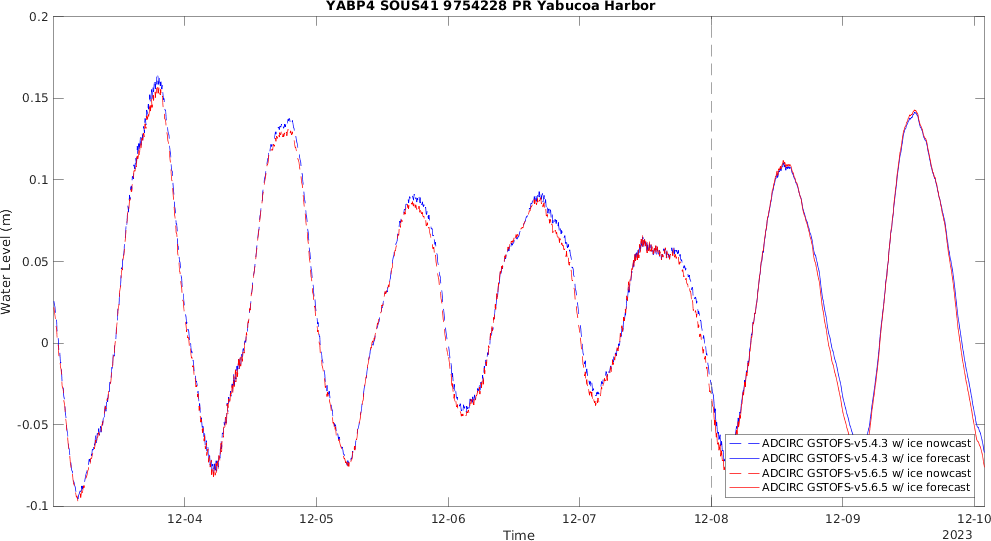 YABP4 SOUS41 9754228 PR Yabucoa Harbor
0.2
0.15
0.1
0.05
0
-0.05
-0.1
Water Level (m)
12-04
12-05
12-06
12-07
12-08
12-09
12-10
Time
2023
ADCIRC GSTOFS-v5.4.3 w/ ice nowcast
ADCIRC GSTOFS-v5.4.3 w/ ice forecast
ADCIRC GSTOFS-v5.6.5 w/ ice nowcast
ADCIRC GSTOFS-v5.6.5 w/ ice forecast